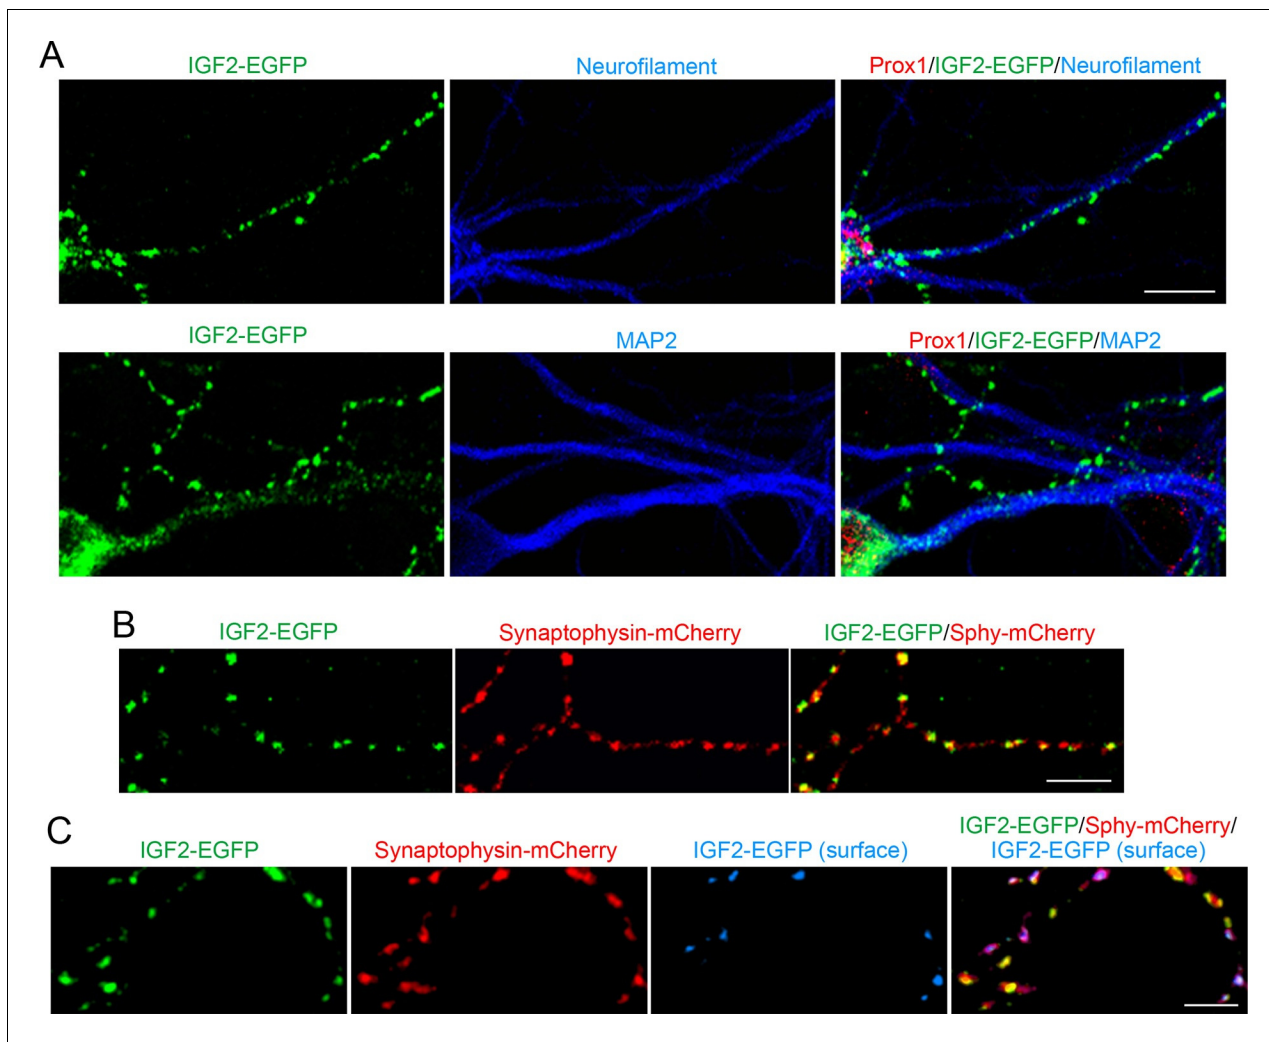 A
IGF2-EGFP
Neurofilament
Prox1/IGF2-EGFP/Neurofilament
IGF2-EGFP
MAP2
Prox1/IGF2-EGFP/MAP2
B
IGF2-EGFP
Synaptophysin-mCherry
IGF2-EGFP/Sphy-mCherry
C
IGF2-EGFP
Synaptophysin-mCherry
IGF2-EGFP (surface)
IGF2-EGFP/Sphy-mCherry/
IGF2-EGFP (surface)